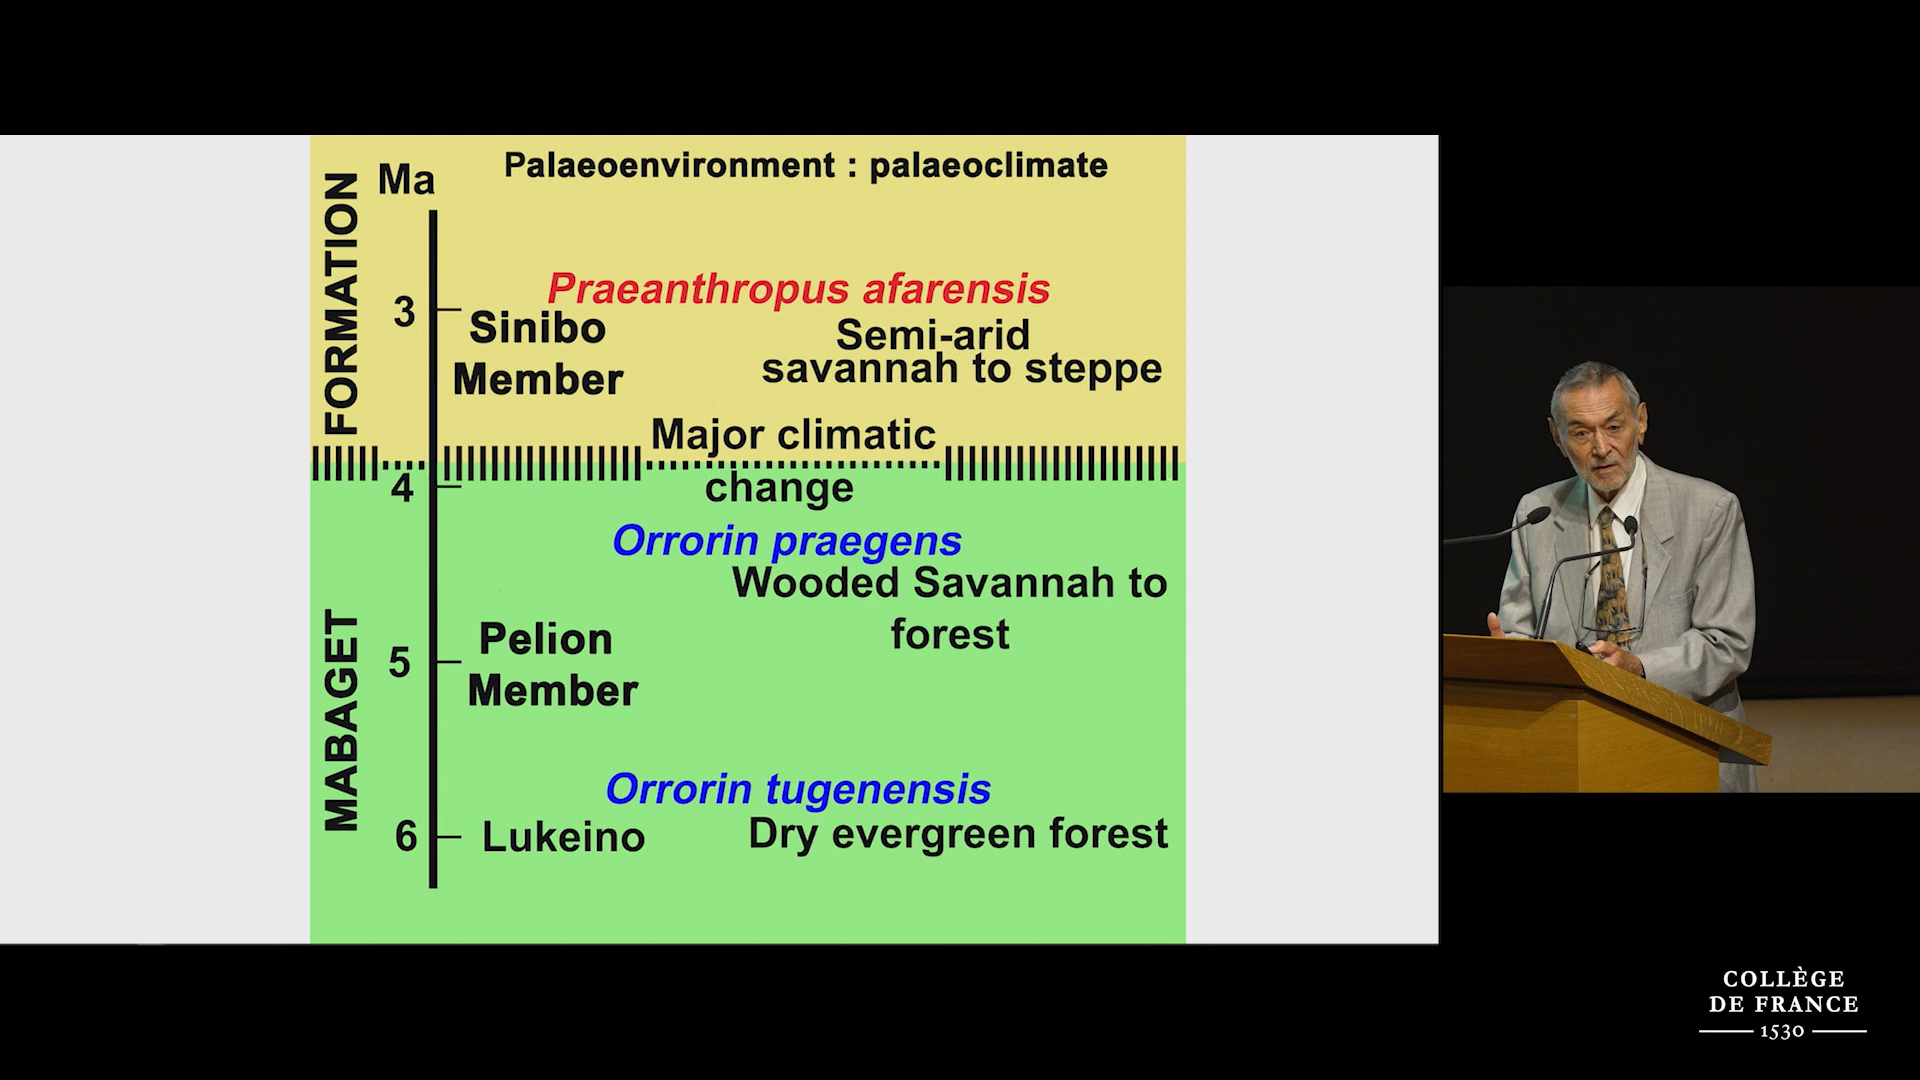 Palaeoenvironment : palaeoclimate
Ma
MABAGET FORMATION
Praeanthropus afarensis
3
Sinibo
Member
Semi-arid
savannah to steppe
Major climatic
change
4
Orrorin praegens
Wooded Savannah to
forest
5
Pelion
Member
Orrorin tugenensis
6
Lukeino
Dry evergreen forest
COLLÈGE
DE FRANCE
1530